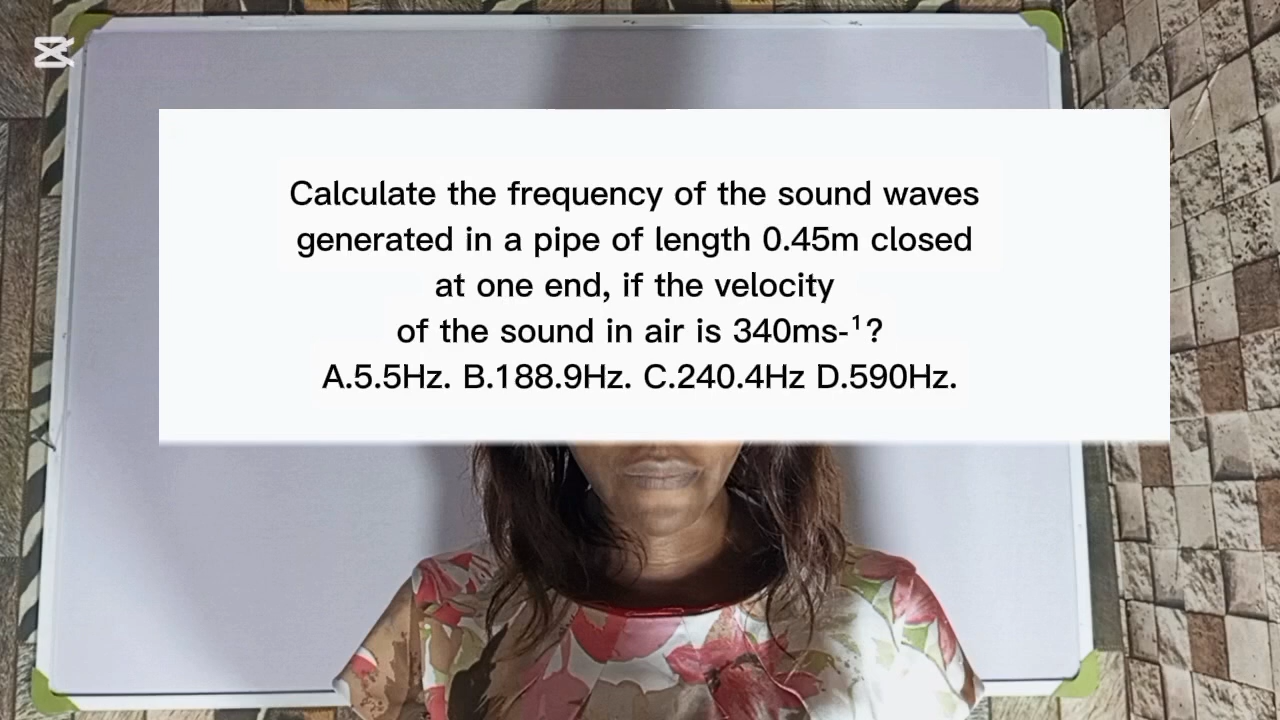 Calculate the frequency of the sound waves
generated in a pipe of length 0.45m closed
at one end, if the velocity
of the sound in air is 340ms-¹?
A.5.5Hz. B.188.9Hz. C.240.4Hz D.590Hz.